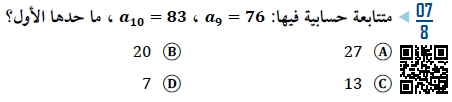 07/8 متتابعة حسابية فيها: a₉ = 76 ، a₁₀ = 83 ، ما حدها الأول؟
A 27 B 20
C 13 D 7